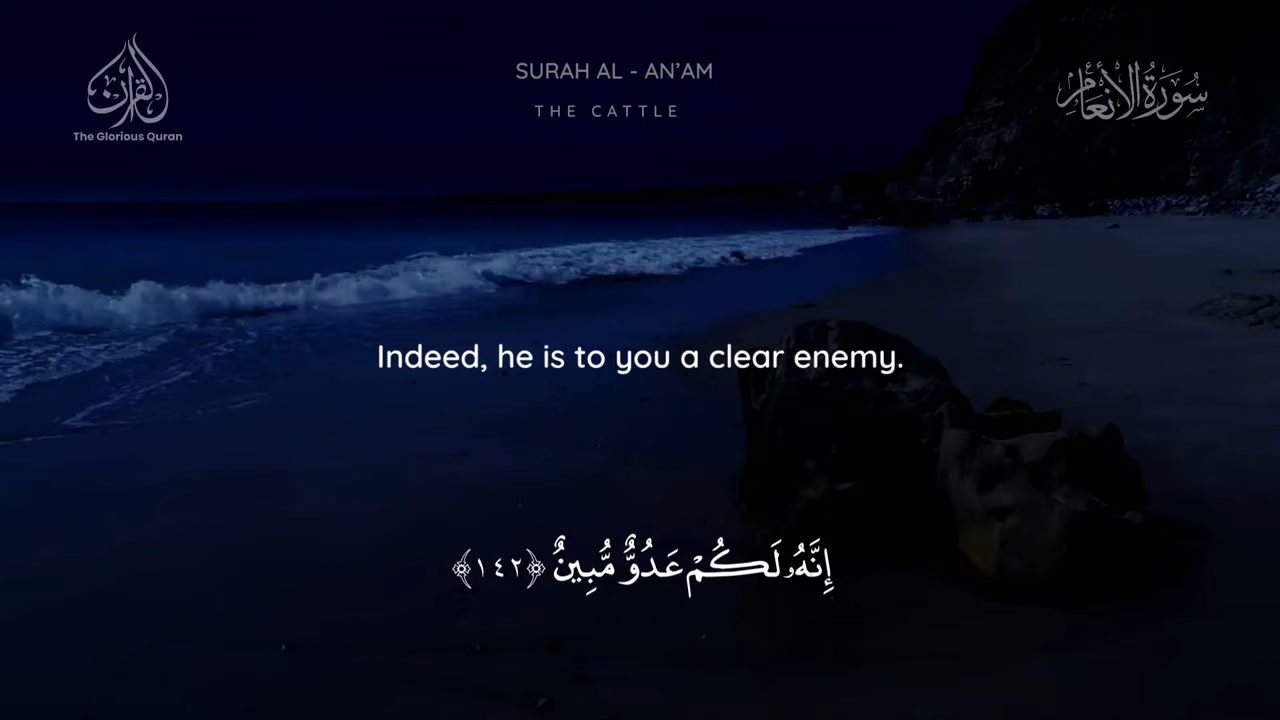 القرآن
The Glorious Quran
SURAH AL - AN’AM
THE CATTLE
سُورَةُ الأَنْعَام
Indeed, he is to you a clear enemy.
إِنَّهُۥ لَكُمْ عَدُوٌّ مُّبِينٌ ﴿١٤٢﴾